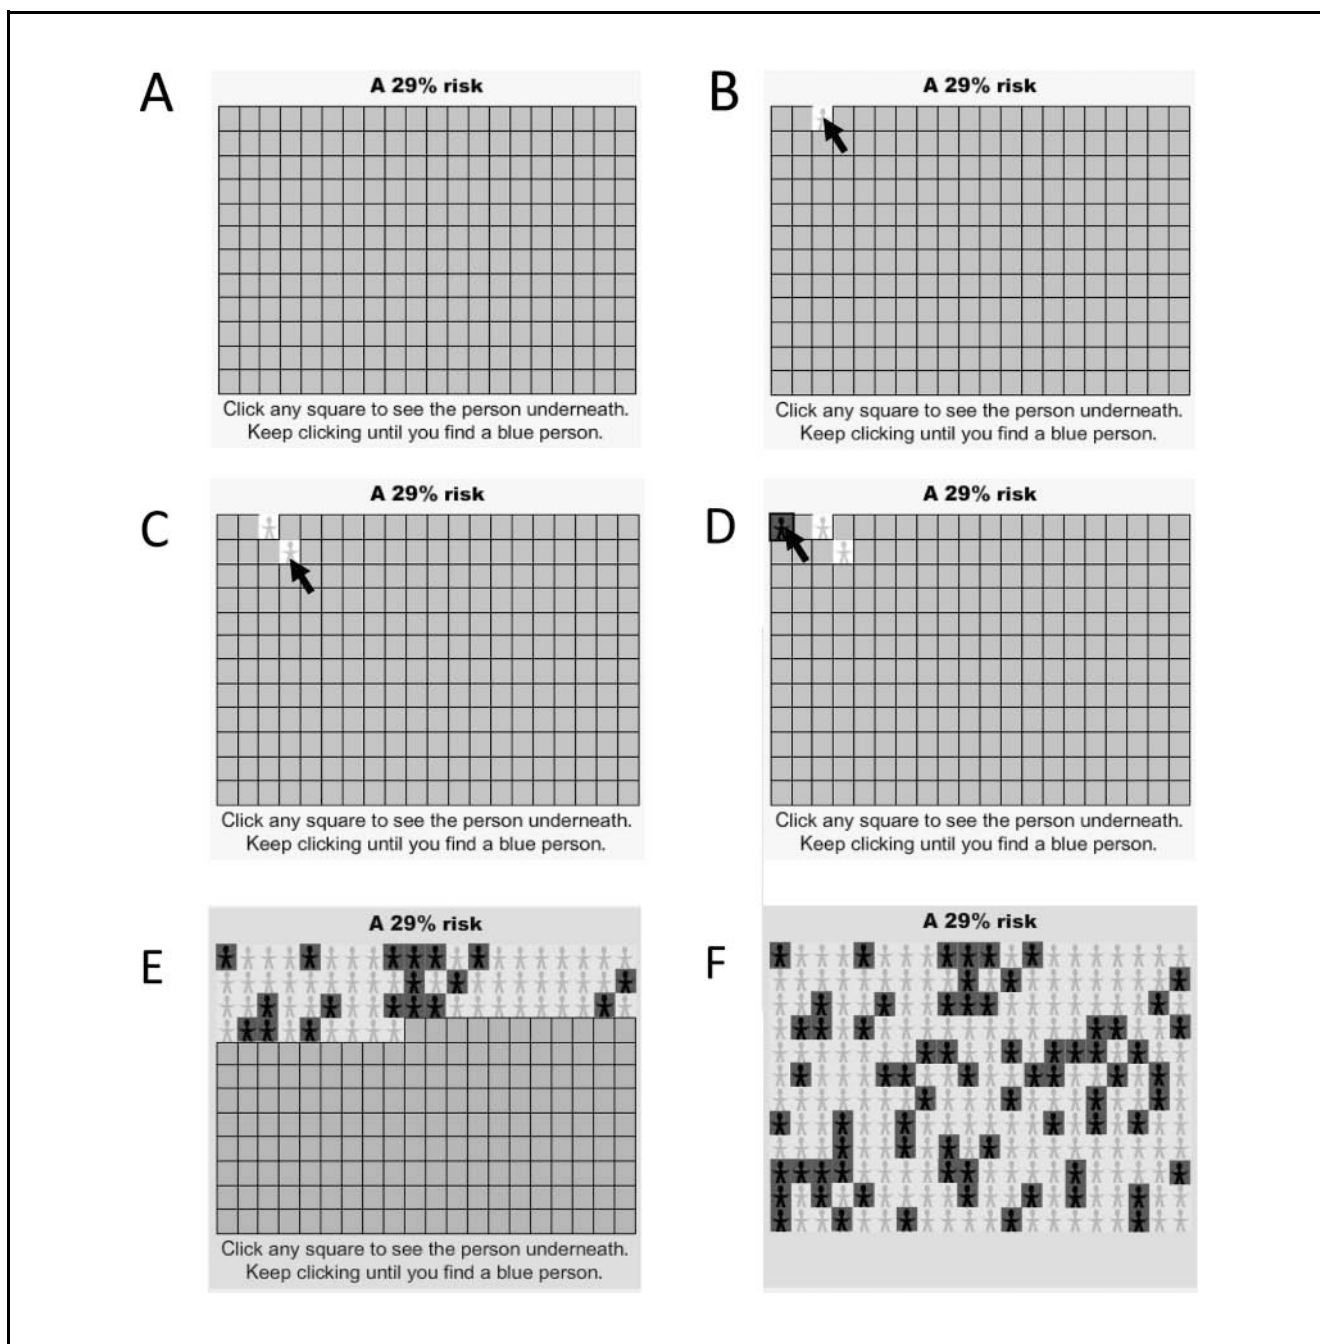 A
A 29% risk
Click any square to see the person underneath.
Keep clicking until you find a blue person.
B
A 29% risk
Click any square to see the person underneath.
Keep clicking until you find a blue person.
C
A 29% risk
Click any square to see the person underneath.
Keep clicking until you find a blue person.
D
A 29% risk
Click any square to see the person underneath.
Keep clicking until you find a blue person.
E
A 29% risk
Click any square to see the person underneath.
Keep clicking until you find a blue person.
F
A 29% risk